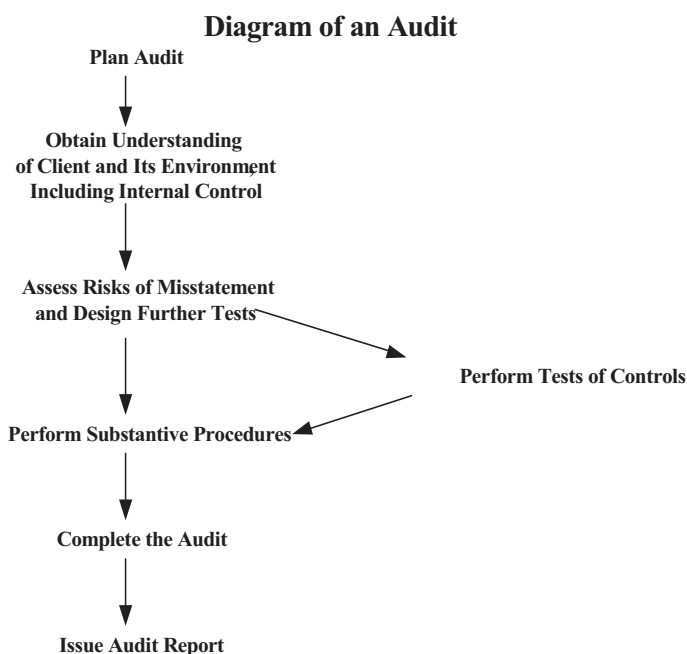 Diagram of an Audit
Plan Audit
Obtain Understanding
of Client and Its Environment,
Including Internal Control
Assess Risks of Misstatement
and Design Further Tests
Perform Tests of Controls
Perform Substantive Procedures
Complete the Audit
Issue Audit Report